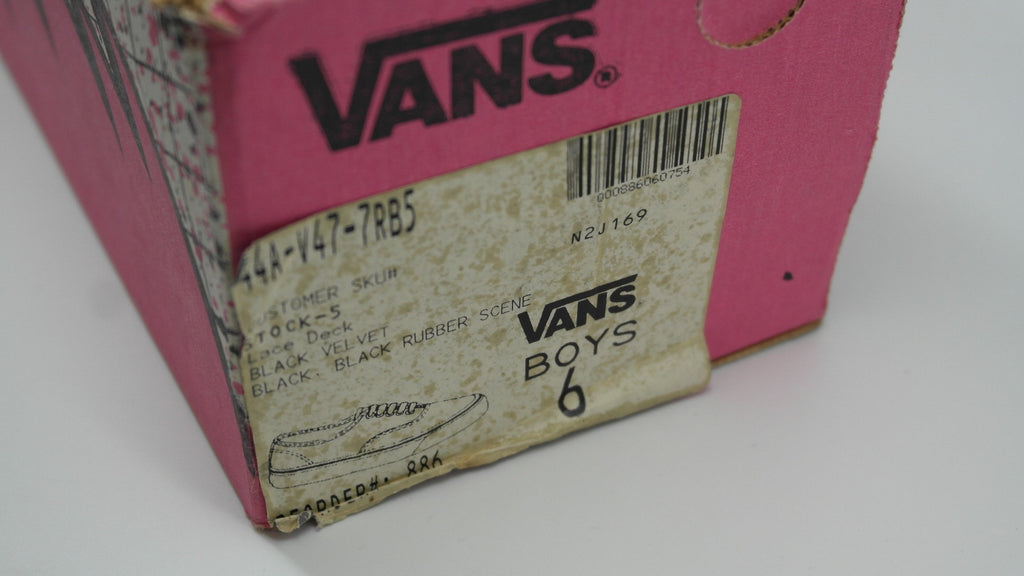 VANS®
000886060754
44A-V47-7RB5
N2J169
CUSTOMER SKU#
STOCK-5
Lace Deck
BLACK VELVET
BLACK, BLACK RUBBER SCENE
VANS
BOYS
6
REORDER#: 886